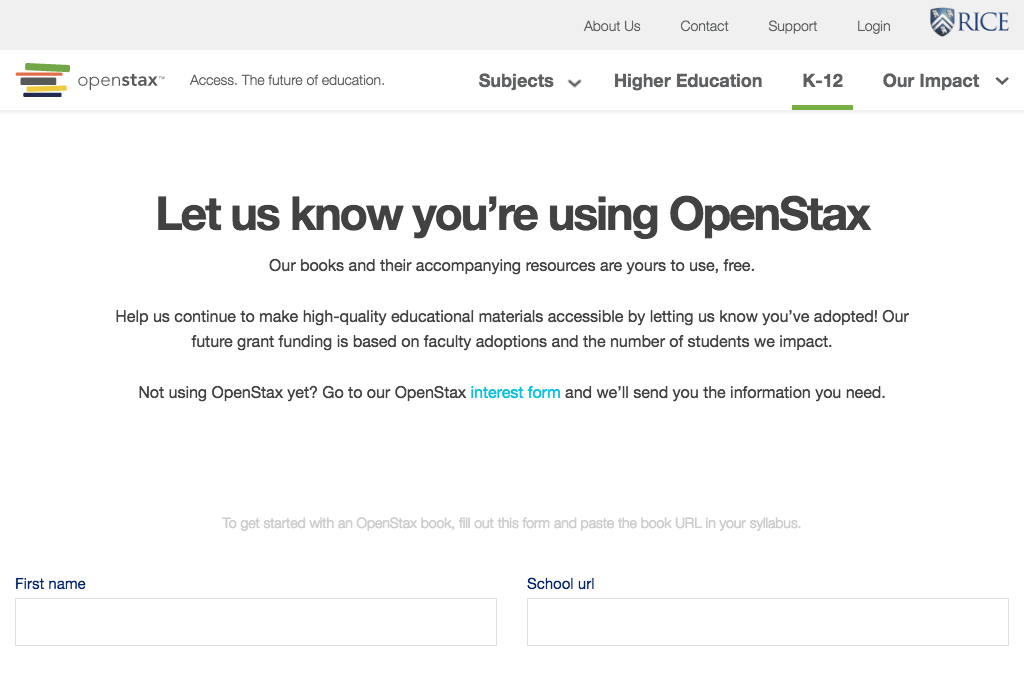 About Us Contact Support Login RICE
openstax™ Access. The future of education. Subjects Higher Education K-12 Our Impact
Let us know you’re using OpenStax
Our books and their accompanying resources are yours to use, free.
Help us continue to make high-quality educational materials accessible by letting us know you’ve adopted! Our
future grant funding is based on faculty adoptions and the number of students we impact.
Not using OpenStax yet? Go to our OpenStax interest form and we’ll send you the information you need.
To get started with an OpenStax book, fill out this form and paste the book URL in your syllabus.
First name School url